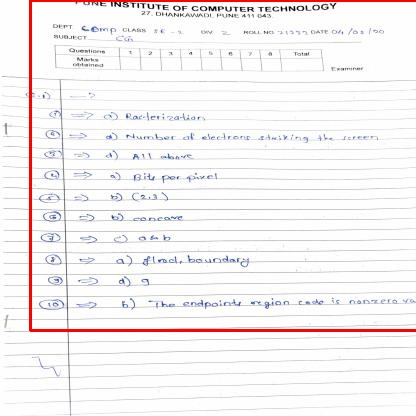 PUNE INSTITUTE OF COMPUTER TECHNOLOGY
27, DHANKAWADI, PUNE 411 043.
DEPT Comp CLASS SE-2 DIV. 2 ROLL NO 21 DATE 04/03/20
SUBJECT CG
Questions 1 2 3 4 5 6 7 8 Total
Marks obtained
Examiner
Q.1) →
① ⇒ a) Rasterization
② ⇒ d) Number of electrons striking the screen
③ ⇒ d) All above
④ ⇒ a) Bits per pixel
⑤ ⇒ b) (2,3)
⑥ ⇒ b) concave
⑦ ⇒ c) a&b
⑧ ⇒ a) flood, boundary
⑨ ⇒ d) 9
⑩ ⇒ b) The endpoints region code is nonzero va